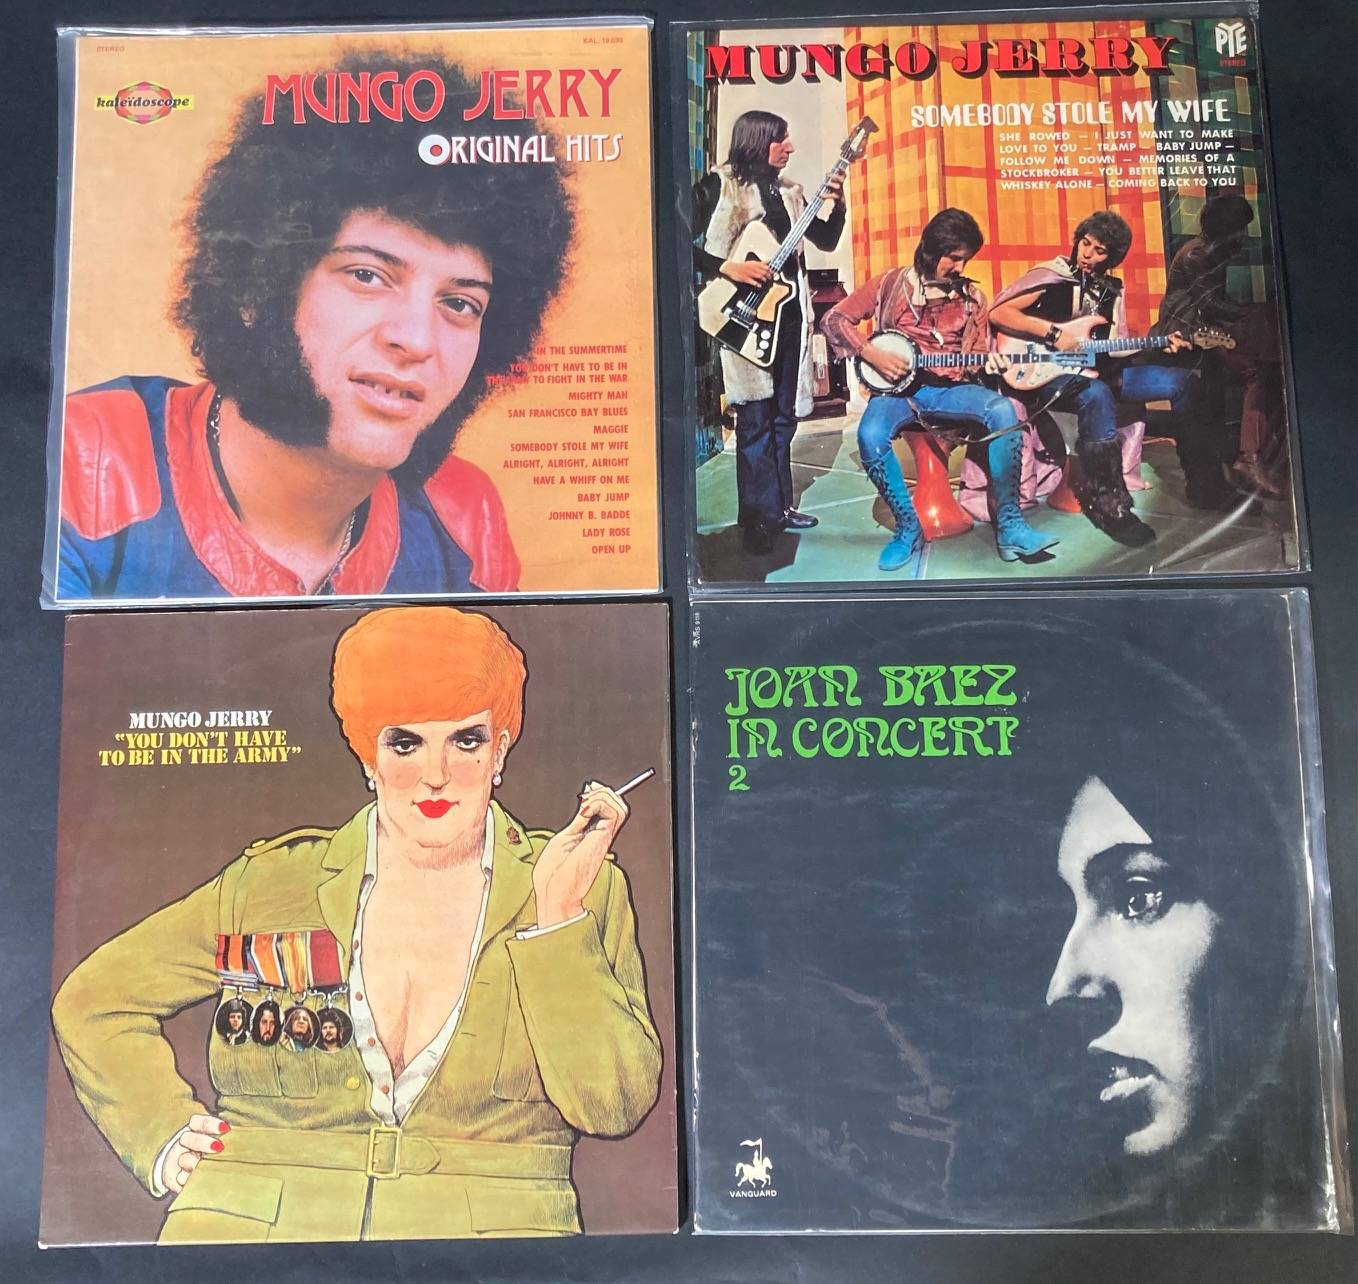 STEREO
KAL. 19.030
kaleïdoscope
MUNGO JERRY
ORIGINAL HITS
IN THE SUMMERTIME
YOU DON'T HAVE TO BE IN
THE ARMY TO FIGHT IN THE WAR
MIGHTY MAN
SAN FRANCISCO BAY BLUES
MAGGIE
SOMEBODY STOLE MY WIFE
ALRIGHT, ALRIGHT, ALRIGHT
HAVE A WHIFF ON ME
BABY JUMP
JOHNNY B. BADDE
LADY ROSE
OPEN UP
MUNGO JERRY
PYE
STEREO
SOMEBODY STOLE MY WIFE
SHE ROWED — I JUST WANT TO MAKE
LOVE TO YOU — TRAMP — BABY JUMP —
FOLLOW ME DOWN — MEMORIES OF A
STOCKBROKER — YOU BETTER LEAVE THAT
WHISKEY ALONE — COMING BACK TO YOU
MUNGO JERRY
"YOU DON'T HAVE
TO BE IN THE ARMY"
JOAN BAEZ
IN CONCERT
2
VANGUARD